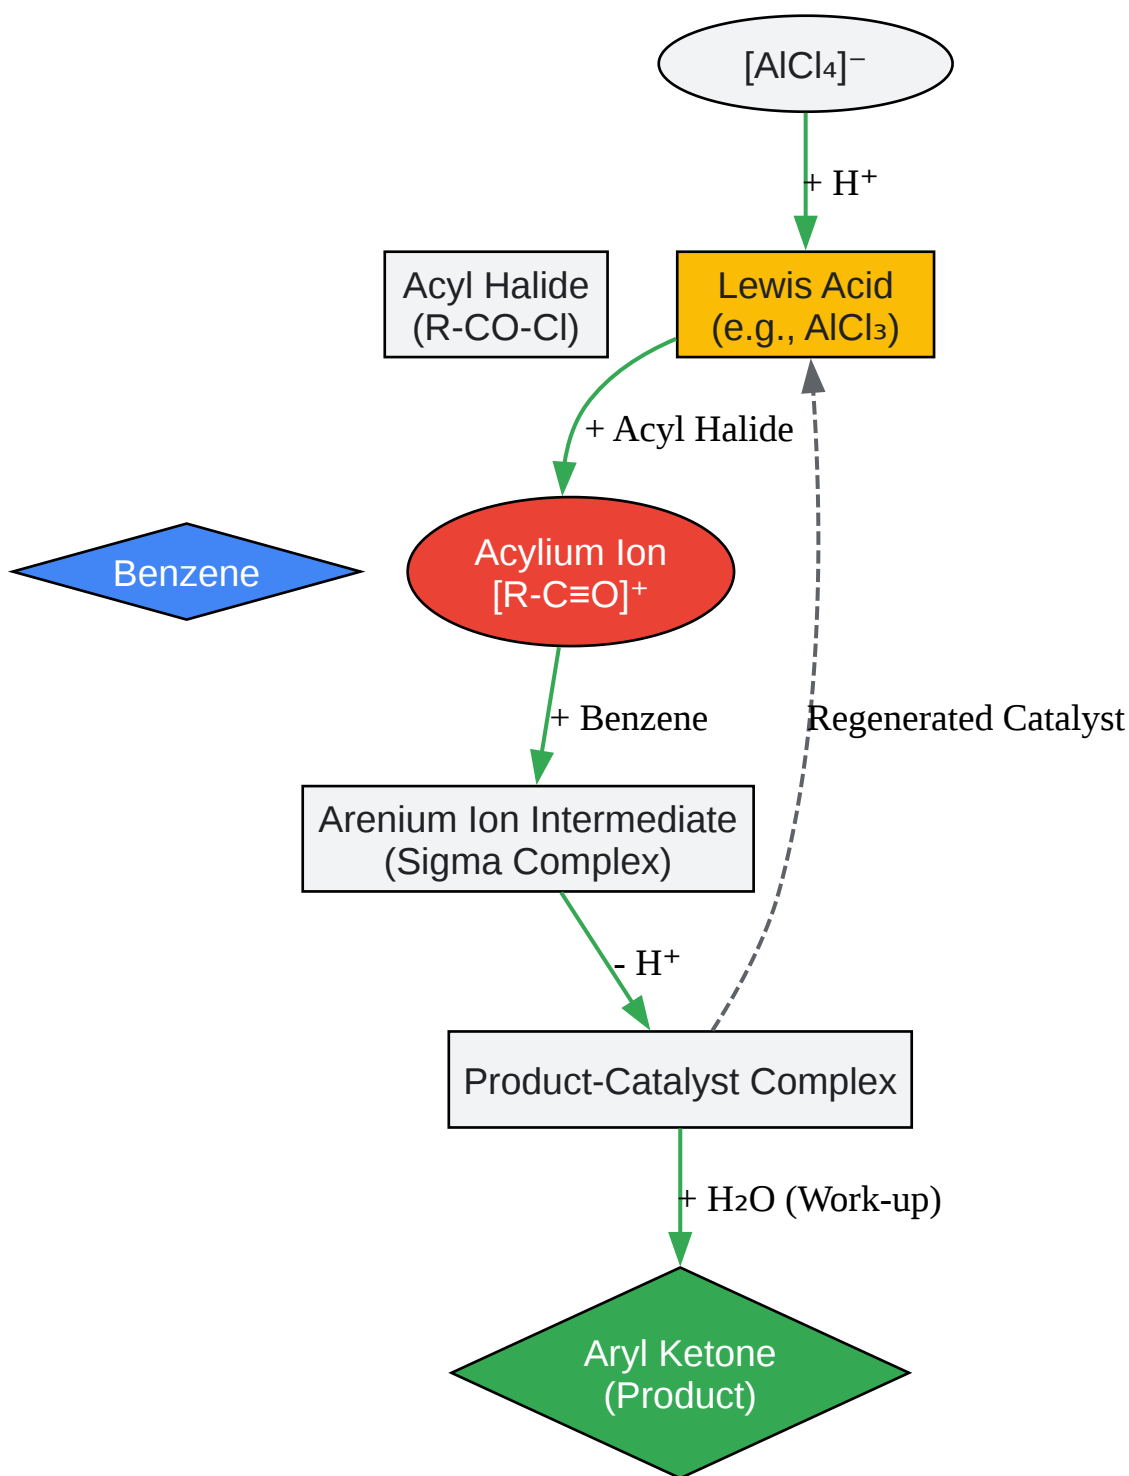 [AlCl₄]⁻
+ H⁺
Acyl Halide
(R-CO-Cl)
Lewis Acid
(e.g., AlCl₃)
+ Acyl Halide
Benzene
Acylium Ion
[R-C≡O]⁺
+ Benzene
Regenerated Catalyst
Arenium Ion Intermediate
(Sigma Complex)
- H⁺
Product-Catalyst Complex
+ H₂O (Work-up)
Aryl Ketone
(Product)